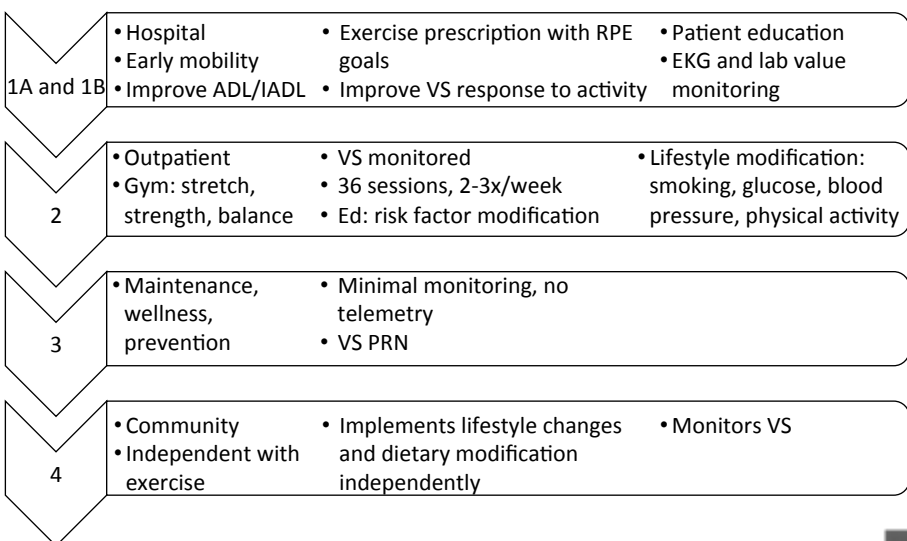 1A and 1B
• Hospital
• Early mobility
• Improve ADL/IADL
• Exercise prescription with RPE
goals
• Improve VS response to activity
• Patient education
• EKG and lab value
monitoring
2
• Outpatient
• Gym: stretch,
strength, balance
• VS monitored
• 36 sessions, 2-3x/week
• Ed: risk factor modification
• Lifestyle modification:
smoking, glucose, blood
pressure, physical activity
3
• Maintenance,
wellness,
prevention
• Minimal monitoring, no
telemetry
• VS PRN
4
• Community
• Independent with
exercise
• Implements lifestyle changes
and dietary modification
independently
• Monitors VS